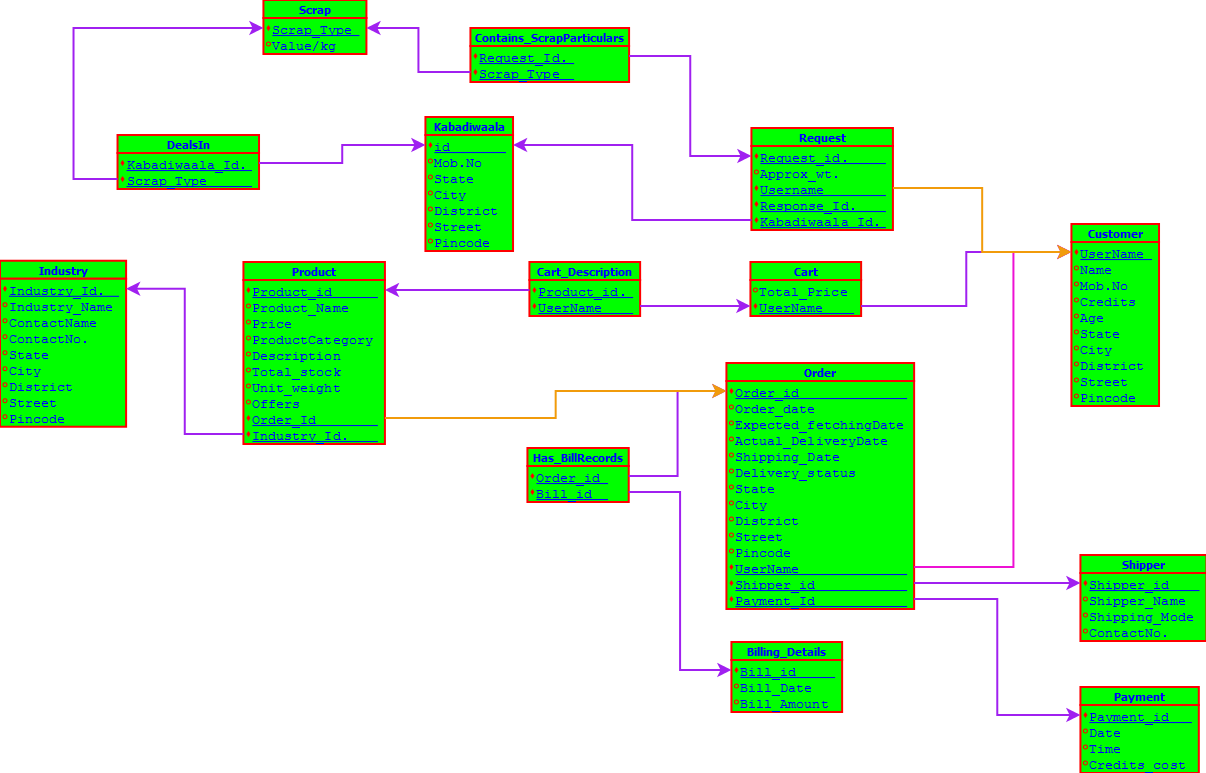 Scrap
Scrap_Type
Value/kg
Contains_ScrapParticulars
Request_Id.
Scrap_Type
Kabadiwaala
id
Mob.No
State
City
District
Street
Pincode
DealsIn
Kabadiwaala_Id.
Scrap_Type
Request
Request_id.
Approx_wt.
Username
Response_Id.
Kabadiwaala_Id.
Customer
UserName
Name
Mob.No
Credits
Age
State
City
District
Street
Pincode
Industry
Industry_Id.
Industry_Name
ContactName
ContactNo.
State
City
District
Street
Pincode
Product
Product_id
Product_Name
Price
ProductCategory
Description
Total_stock
Unit_weight
Offers
Order_Id
Industry_Id.
Cart_Description
Product_id.
UserName
Cart
Total_Price
UserName
Order
Order_id
Order_date
Expected_fetchingDate
Actual_DeliveryDate
Shipping_Date
Delivery_status
State
City
District
Street
Pincode
UserName
Shipper_id
Payment_Id
Has_BillRecords
Order_id
Bill_id
Shipper
Shipper_id
Shipper_Name
Shipping_Mode
ContactNo.
Billing_Details
Bill_id
Bill_Date
Bill_Amount
Payment
Payment_id
Date
Time
Credits_cost